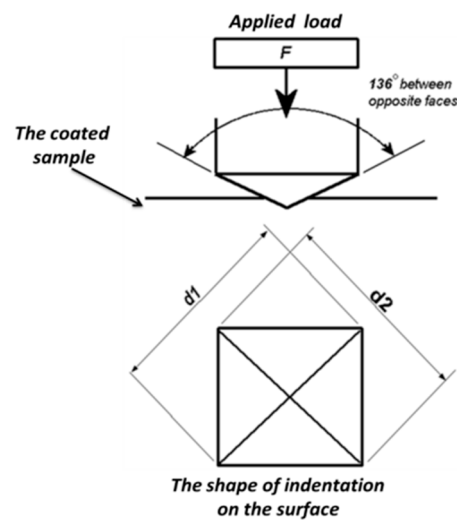 Applied load
F
136° between
opposite faces
The coated
sample
d1
d2
The shape of indentation
on the surface